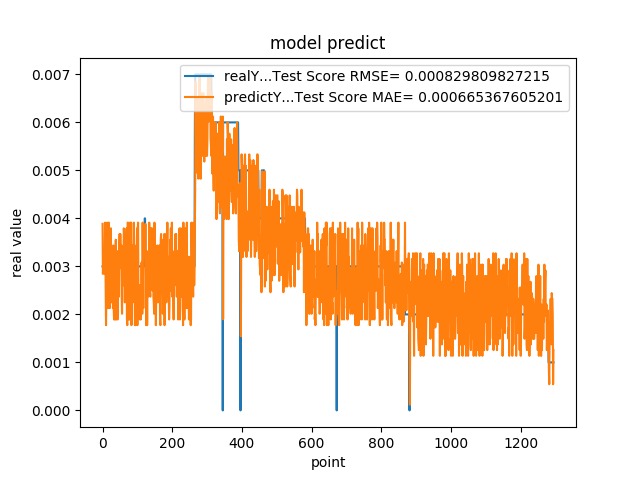 model predict
realY...Test Score RMSE= 0.000829809827215
predictY...Test Score MAE= 0.000665367605201
0.007
0.006
0.005
0.004
0.003
0.002
0.001
0.000
real value
0 200 400 600 800 1000 1200
point